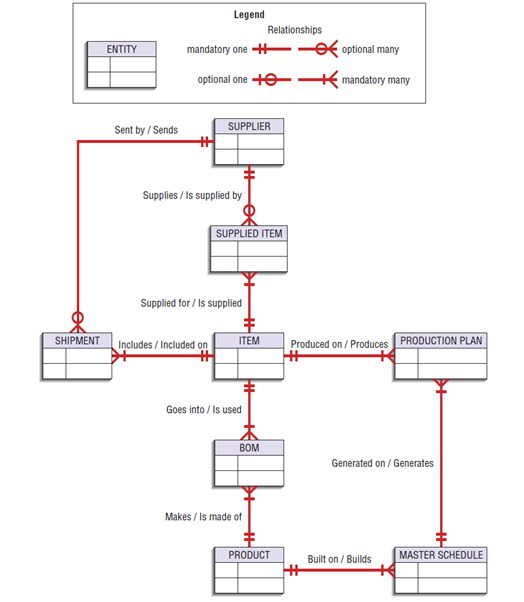 Legend
Relationships
ENTITY
mandatory one
optional many
optional one
mandatory many
Sent by / Sends
SUPPLIER
Supplies / Is supplied by
SUPPLIED ITEM
Supplied for / Is supplied
SHIPMENT
Includes / Included on
ITEM
Produced on / Produces
PRODUCTION PLAN
Goes into / Is used
BOM
Generated on / Generates
Makes / Is made of
PRODUCT
Built on / Builds
MASTER SCHEDULE